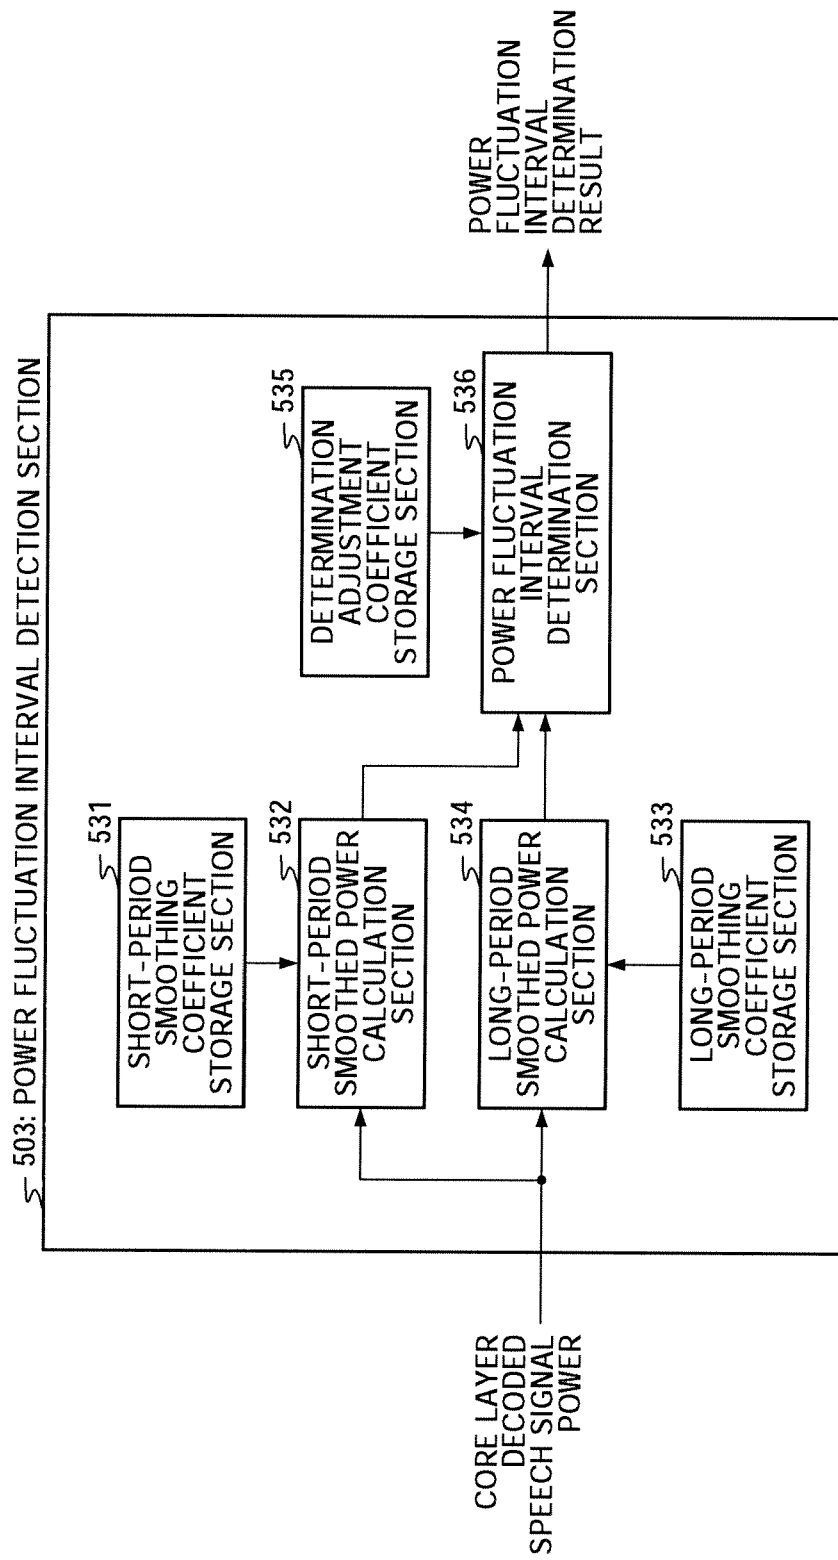 503: POWER FLUCTUATION INTERVAL DETECTION SECTION
CORE LAYER
DECODED
SPEECH SIGNAL
POWER
531
SHORT-PERIOD
SMOOTHING
COEFFICIENT
STORAGE SECTION
532
SHORT-PERIOD
SMOOTHED POWER
CALCULATION
SECTION
534
LONG-PERIOD
SMOOTHED POWER
CALCULATION
SECTION
533
LONG-PERIOD
SMOOTHING
COEFFICIENT
STORAGE SECTION
535
DETERMINATION
ADJUSTMENT
COEFFICIENT
STORAGE SECTION
536
POWER FLUCTUATION
INTERVAL
DETERMINATION
SECTION
POWER
FLUCTUATION
INTERVAL
DETERMINATION
RESULT